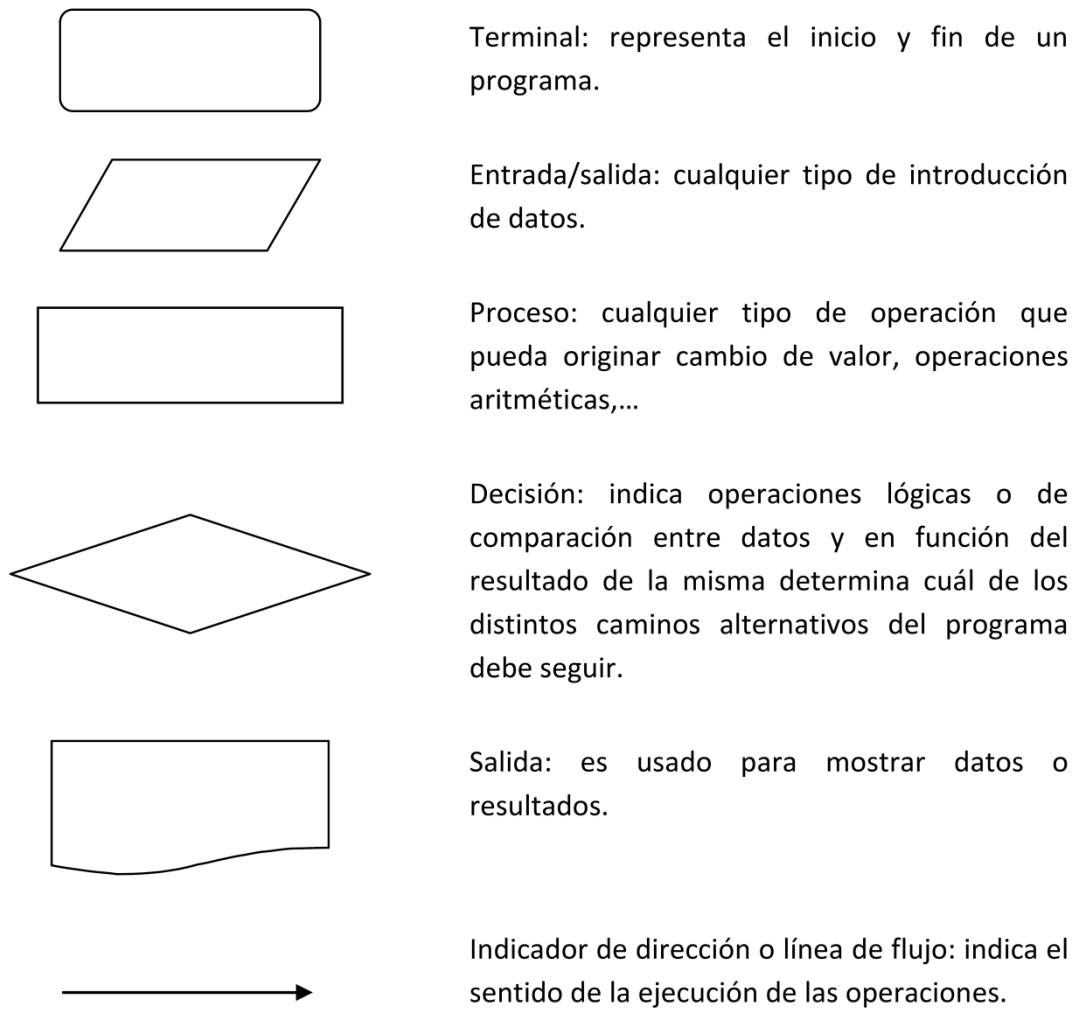 Terminal: representa el inicio y fin de un
programa.
Entrada/salida: cualquier tipo de introducción
de datos.
Proceso: cualquier tipo de operación que
pueda originar cambio de valor, operaciones
aritméticas,…
Decisión: indica operaciones lógicas o de
comparación entre datos y en función del
resultado de la misma determina cuál de los
distintos caminos alternativos del programa
debe seguir.
Salida: es usado para mostrar datos o
resultados.
Indicador de dirección o línea de flujo: indica el
sentido de la ejecución de las operaciones.